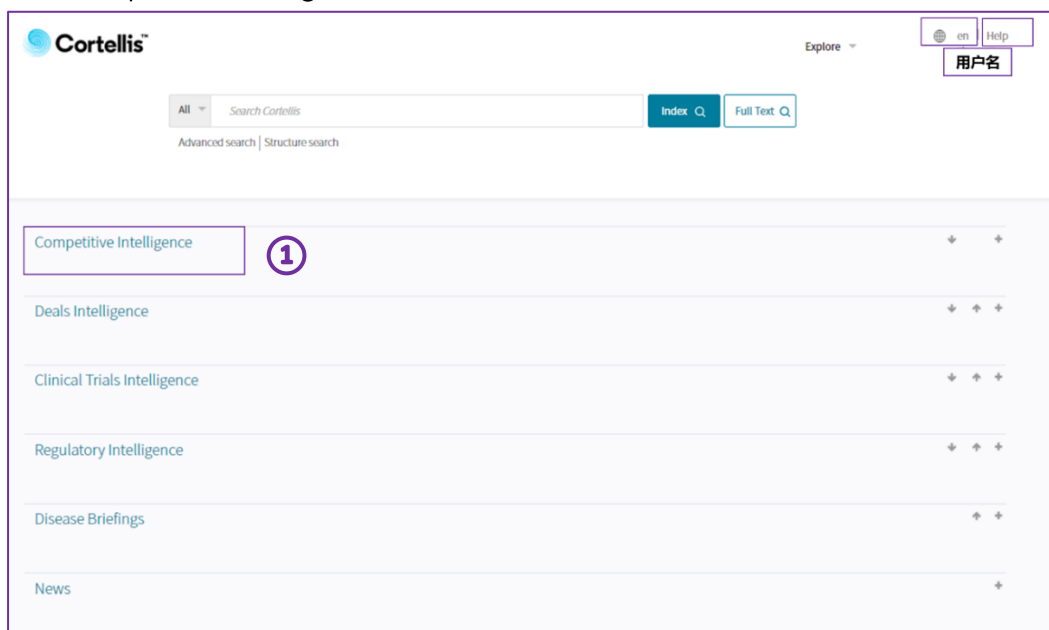 Cortellis™
Explore
en
Help
用户名
All
Search Cortellis
Index
Full Text
Advanced search | Structure search
Competitive Intelligence
①
Deals Intelligence
Clinical Trials Intelligence
Regulatory Intelligence
Disease Briefings
News